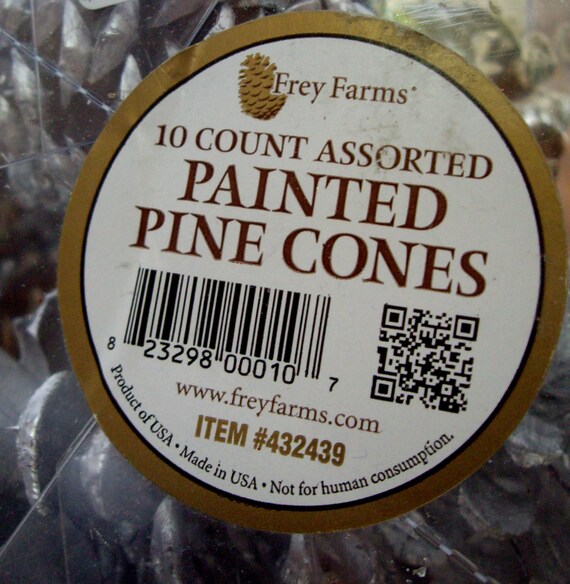 Frey Farms®
10 COUNT ASSORTED
PAINTED
PINE CONES
8 23298 00010 7
www.freyfarms.com
ITEM #432439
Product of USA • Made in USA • Not for human consumption.